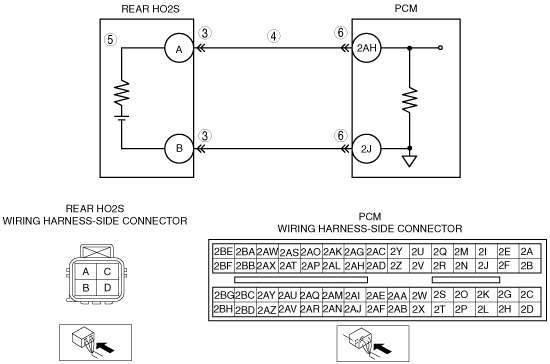 REAR HO2S PCM
5 3 4 6
A 2AH
3 6
B 2J
REAR HO2S
WIRING HARNESS-SIDE CONNECTOR
A C
B D
PCM
WIRING HARNESS-SIDE CONNECTOR
2BE 2BA 2AW 2AS 2AO 2AK 2AG 2AC 2Y 2U 2Q 2M 2I 2E 2A
2BF 2BB 2AX 2AT 2AP 2AL 2AH 2AD 2Z 2V 2R 2N 2J 2F 2B
2BG 2BC 2AY 2AU 2AQ 2AM 2AI 2AE 2AA 2W 2S 2O 2K 2G 2C
2BH 2BD 2AZ 2AV 2AR 2AN 2AJ 2AF 2AB 2X 2T 2P 2L 2H 2D